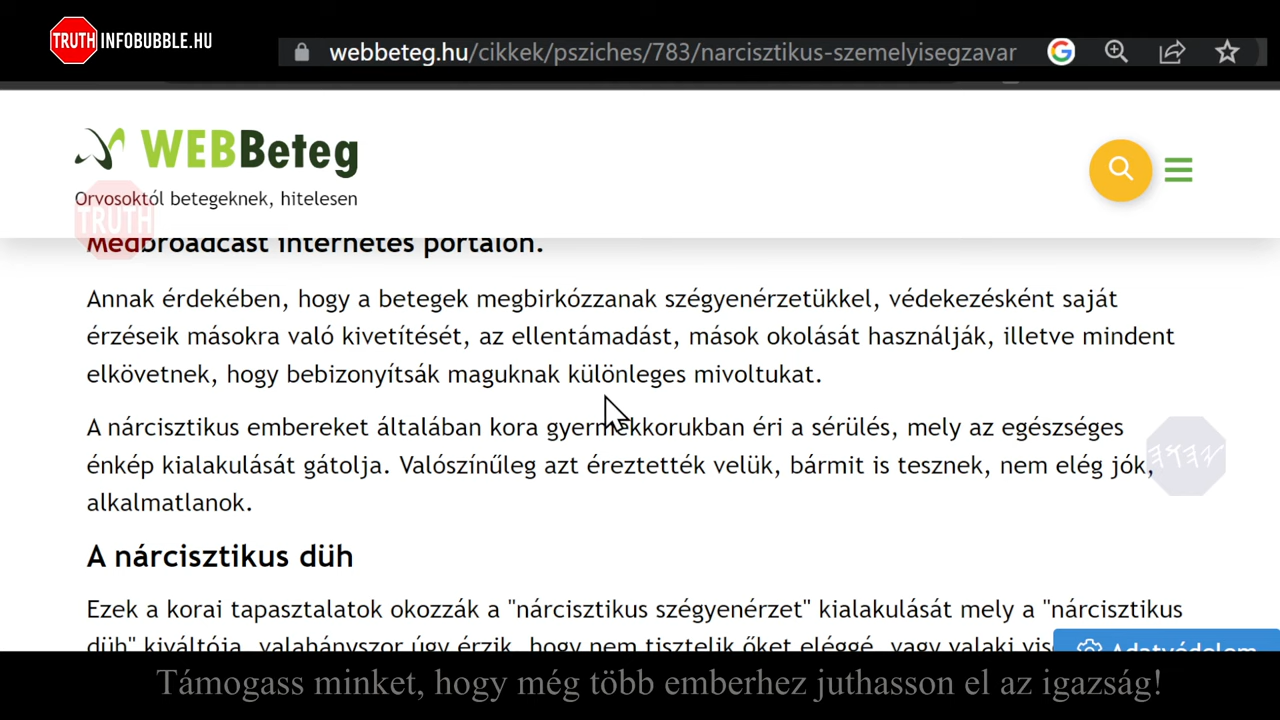 TRUTH INFOBUBBLE.HU
webbeteg.hu/cikkek/psziches/783/narcisztikus-szemelyisegzavar
WEBBeteg
Orvosoktól betegeknek, hitelesen
TRUTH
Medbroadcast internetes portálon.
Annak érdekében, hogy a betegek megbirkózzanak szégyenérzetükkel, védekezésként saját
érzéseik másokra való kivetítését, az ellentámadást, mások okolását használják, illetve mindent
elkövetnek, hogy bebizonyítsák maguknak különleges mivoltukat.
A nárcisztikus embereket általában kora gyermekkorukban éri a sérülés, mely az egészséges
énkép kialakulását gátolja. Valószínűleg azt éreztették velük, bármit is tesznek, nem elég jók,
alkalmatlanok.
A nárcisztikus düh
Ezek a korai tapasztalatok okozzák a "nárcisztikus szégyenérzet" kialakulását mely a "nárcisztikus
düh" kiváltója, valahányszor úgy érzik, hogy nem tisztelik őket eléggé, vagy valaki
Adatvédelem
Támogass minket, hogy még több emberhez juthasson el az igazság!